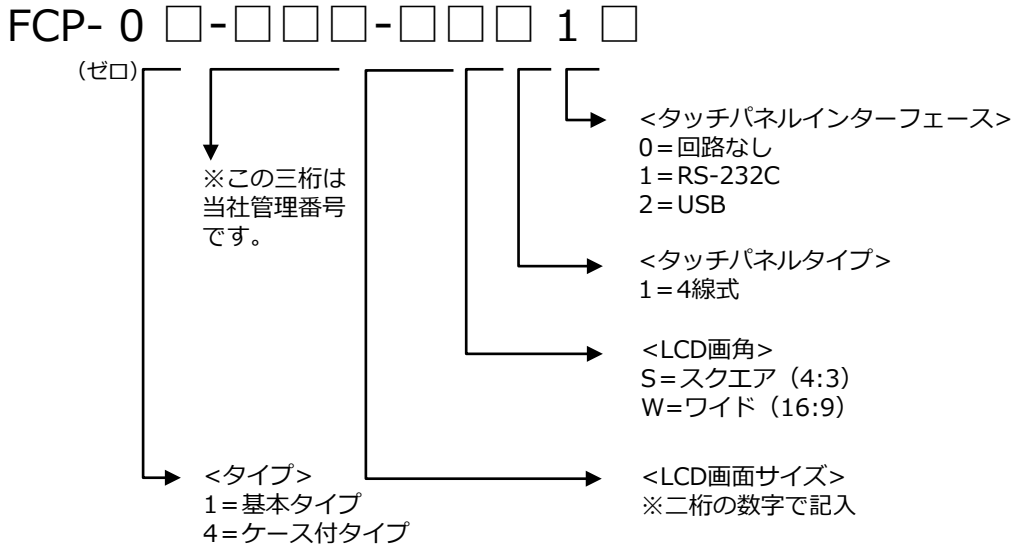 FCP- 0 □-□□□-□□□ 1 □
（ゼロ）
<タッチパネルインターフェース>
0＝回路なし
1＝RS-232C
2＝USB
※この三桁は
当社管理番号
です。
<タッチパネルタイプ>
1＝4線式
<LCD画角>
S＝スクエア（4:3）
W＝ワイド（16:9）
<タイプ>
1＝基本タイプ
4＝ケース付タイプ
<LCD画面サイズ>
※二桁の数字で記入